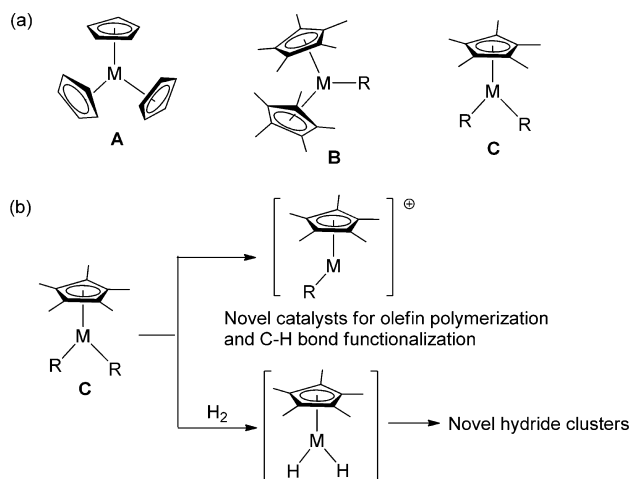 (a)
M
A
M R
B
M
R R
C
(b)
M
R R
C
⊕
M
R
Novel catalysts for olefin polymerization
and C-H bond functionalization
H₂
M
H H
Novel hydride clusters